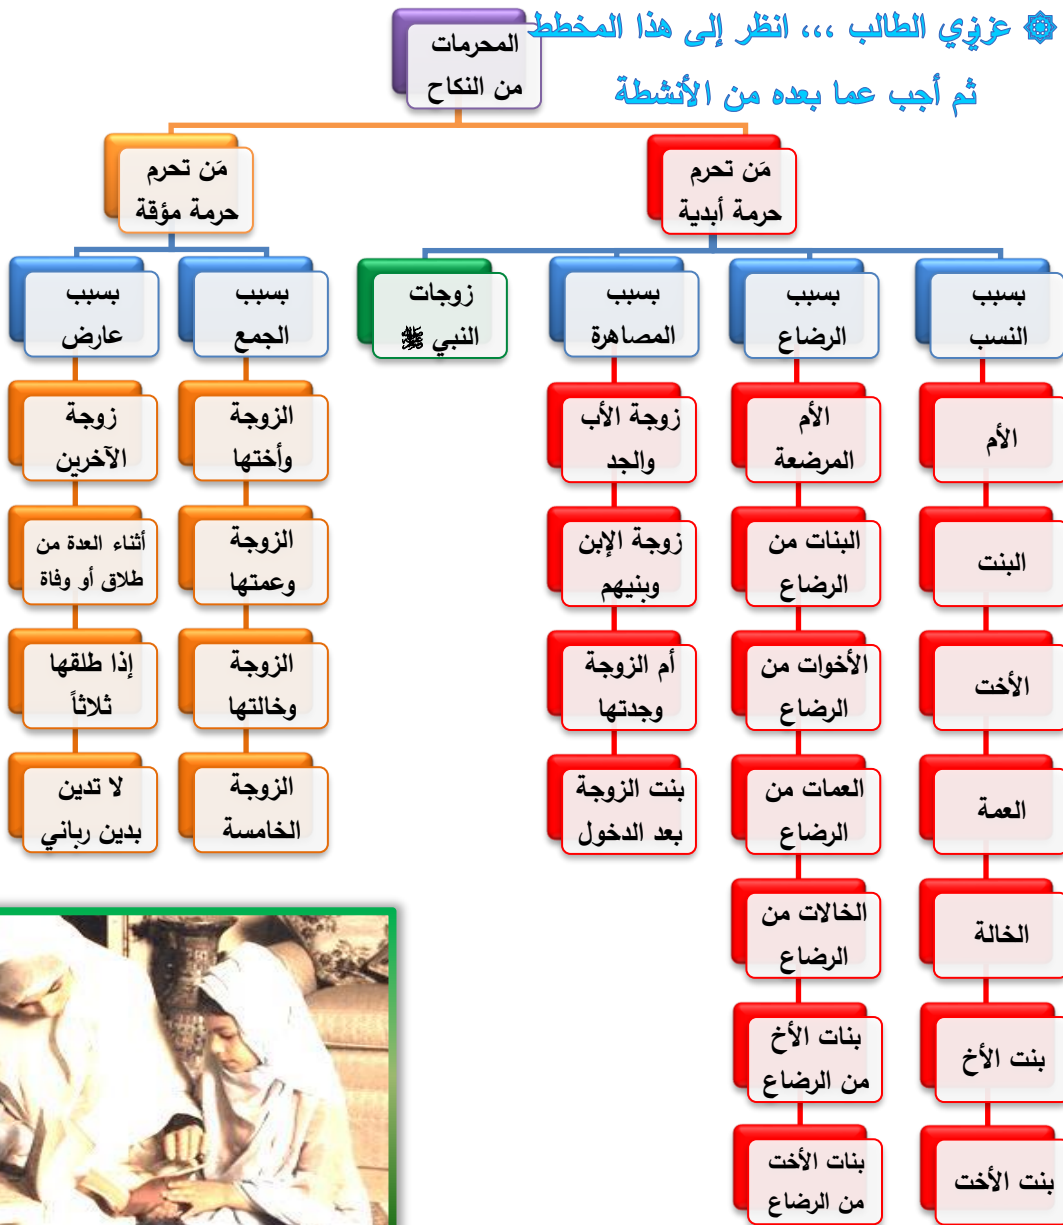 عزيزي الطالب ،،، انظر إلى هذا المخطط
ثم أجب عما بعده من الأنشطة
المحرمات
من النكاح
مَن تحرم
حرمة أبدية
مَن تحرم
حرمة مؤقة
بسبب
النسب
بسبب
الرضاع
بسبب
المصاهرة
زوجات
النبي ﷺ
بسبب
الجمع
بسبب
عارض
الأم
البنت
الأخت
العمة
الخالة
بنت الأخ
بنت الأخت
الأم
المرضعة
البنات من
الرضاع
الأخوات من
الرضاع
العمات من
الرضاع
الخالات من
الرضاع
بنات الأخ
من الرضاع
بنات الأخت
من الرضاع
زوجة الأب
والجد
زوجة الإبن
وبنيهم
أم الزوجة
وجدتها
بنت الزوجة
بعد الدخول
الزوجة
وأختها
الزوجة
وعمتها
الزوجة
وخالتها
الزوجة
الخامسة
زوجة
الآخرين
أثناء العدة من
طلاق أو وفاة
إذا طلقها
ثلاثاً
لا تدين
بدين رباني